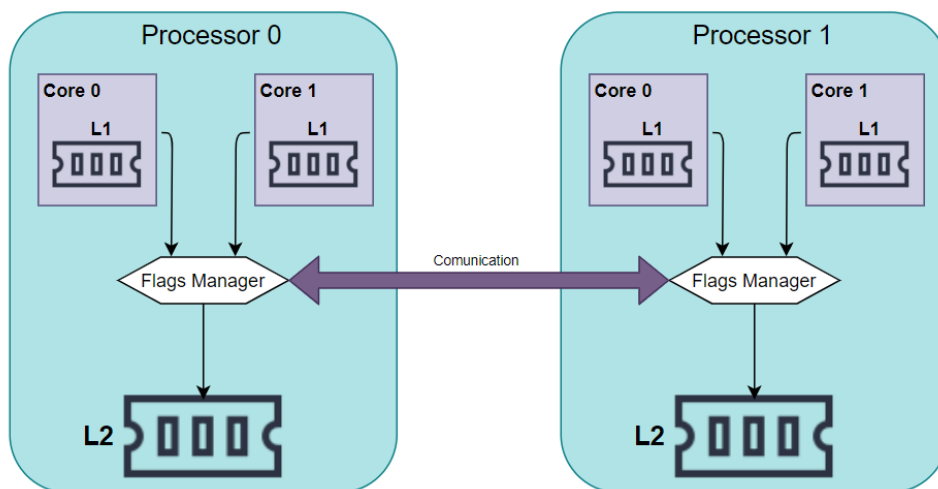 Processor 0
Core 0
L1
Core 1
L1
Flags Manager
L2
Comunication
Processor 1
Core 0
L1
Core 1
L1
Flags Manager
L2